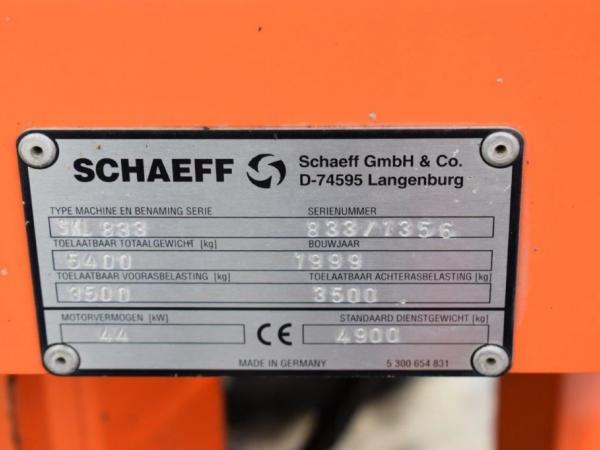 SCHAEFF
Schaeff GmbH & Co.
D-74595 Langenburg
TYPE MACHINE EN BENAMING SERIE SERIENUMMER
SKL 833 833/1356
TOELAATBAAR TOTAALGEWICHT [kg] BOUWJAAR
5400 1999
TOELAATBAAR VOORASBELASTING [kg] TOELAATBAAR ACHTERASBELASTING [kg]
3500 3500
MOTORVERMOGEN [kW] STANDAARD DIENSTGEWICHT [kg]
44 CE 4900
MADE IN GERMANY 5 300 654 831